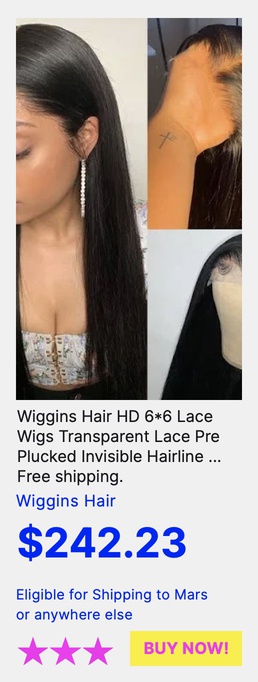 Wiggins Hair HD 6*6 Lace
Wigs Transparent Lace Pre
Plucked Invisible Hairline ...
Free shipping.
Wiggins Hair
$242.23
Eligible for Shipping to Mars
or anywhere else
BUY NOW!